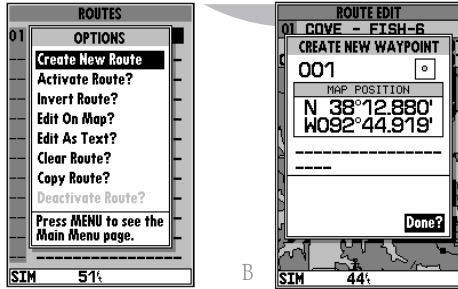 ROUTES
01
OPTIONS
Create New Route
Activate Route?
Invert Route?
Edit On Map?
Edit As Text?
Clear Route?
Copy Route?
Deactivate Route?
Press MENU to see the
Main Menu page.
SIM 51
B
ROUTE EDIT
01 COVE - FISH-6
CREATE NEW WAYPOINT
001
MAP POSITION
N 38°12.880'
W092°44.919'
Done?
SIM 44